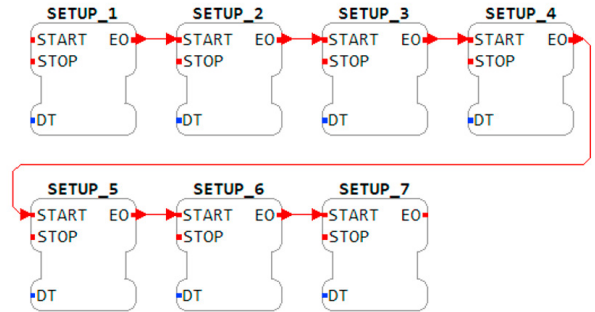 SETUP_1 SETUP_2 SETUP_3 SETUP_4
START EO START EO START EO START EO
STOP STOP STOP STOP
DT DT DT DT
SETUP_5 SETUP_6 SETUP_7
START EO START EO START EO
STOP STOP STOP
DT DT DT